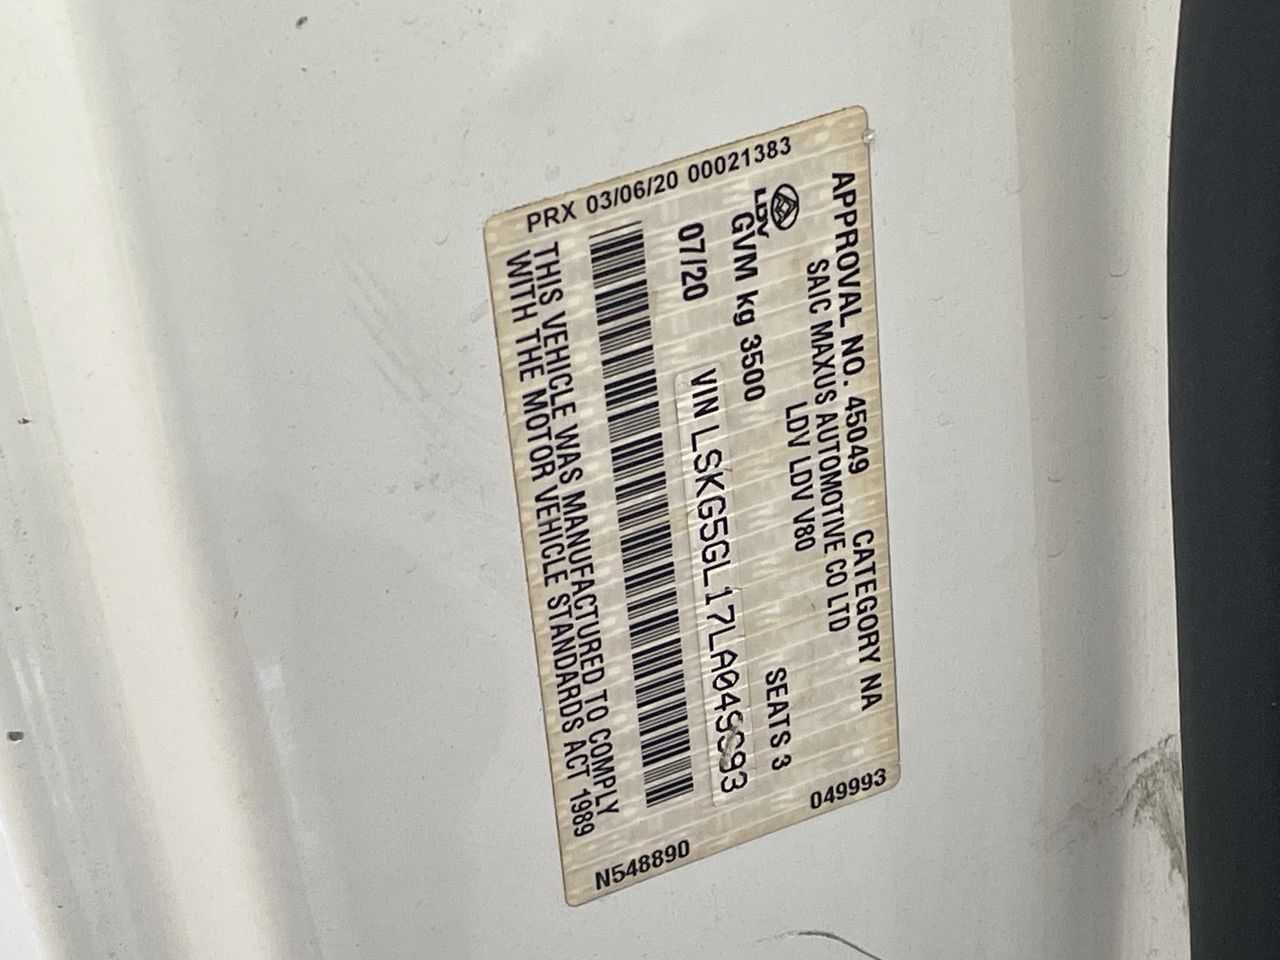 APPROVAL NO. 45049 CATEGORY NA
SAIC MAXUS AUTOMOTIVE CO LTD
LDV LDV V80
LDV
GVM kg 3500 SEATS 3
07/20 VIN LSKG5GL17LA049993
THIS VEHICLE WAS MANUFACTURED TO COMPLY
WITH THE MOTOR VEHICLE STANDARDS ACT 1989
PRX 03/06/20 00021383
049993
N548890